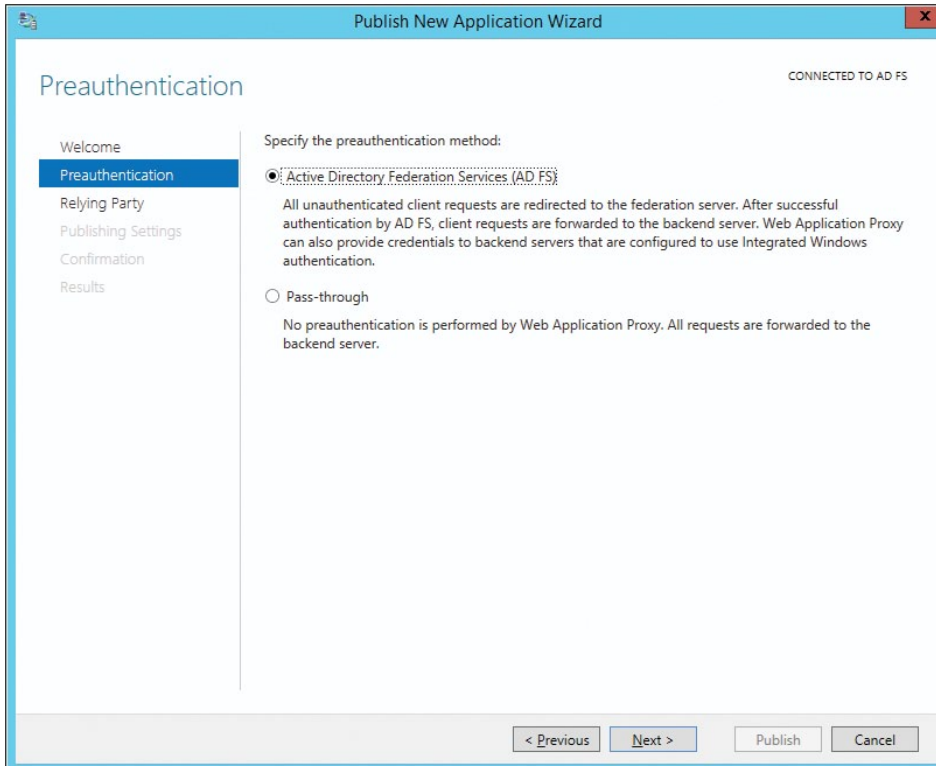 Publish New Application Wizard
x
Preauthentication
CONNECTED TO AD FS
Welcome
Preauthentication
Relying Party
Publishing Settings
Confirmation
Results
Specify the preauthentication method:
Active Directory Federation Services (AD FS)
All unauthenticated client requests are redirected to the federation server. After successful
authentication by AD FS, client requests are forwarded to the backend server. Web Application Proxy
can also provide credentials to backend servers that are configured to use Integrated Windows
authentication.
Pass-through
No preauthentication is performed by Web Application Proxy. All requests are forwarded to the
backend server.
< Previous
Next >
Publish
Cancel